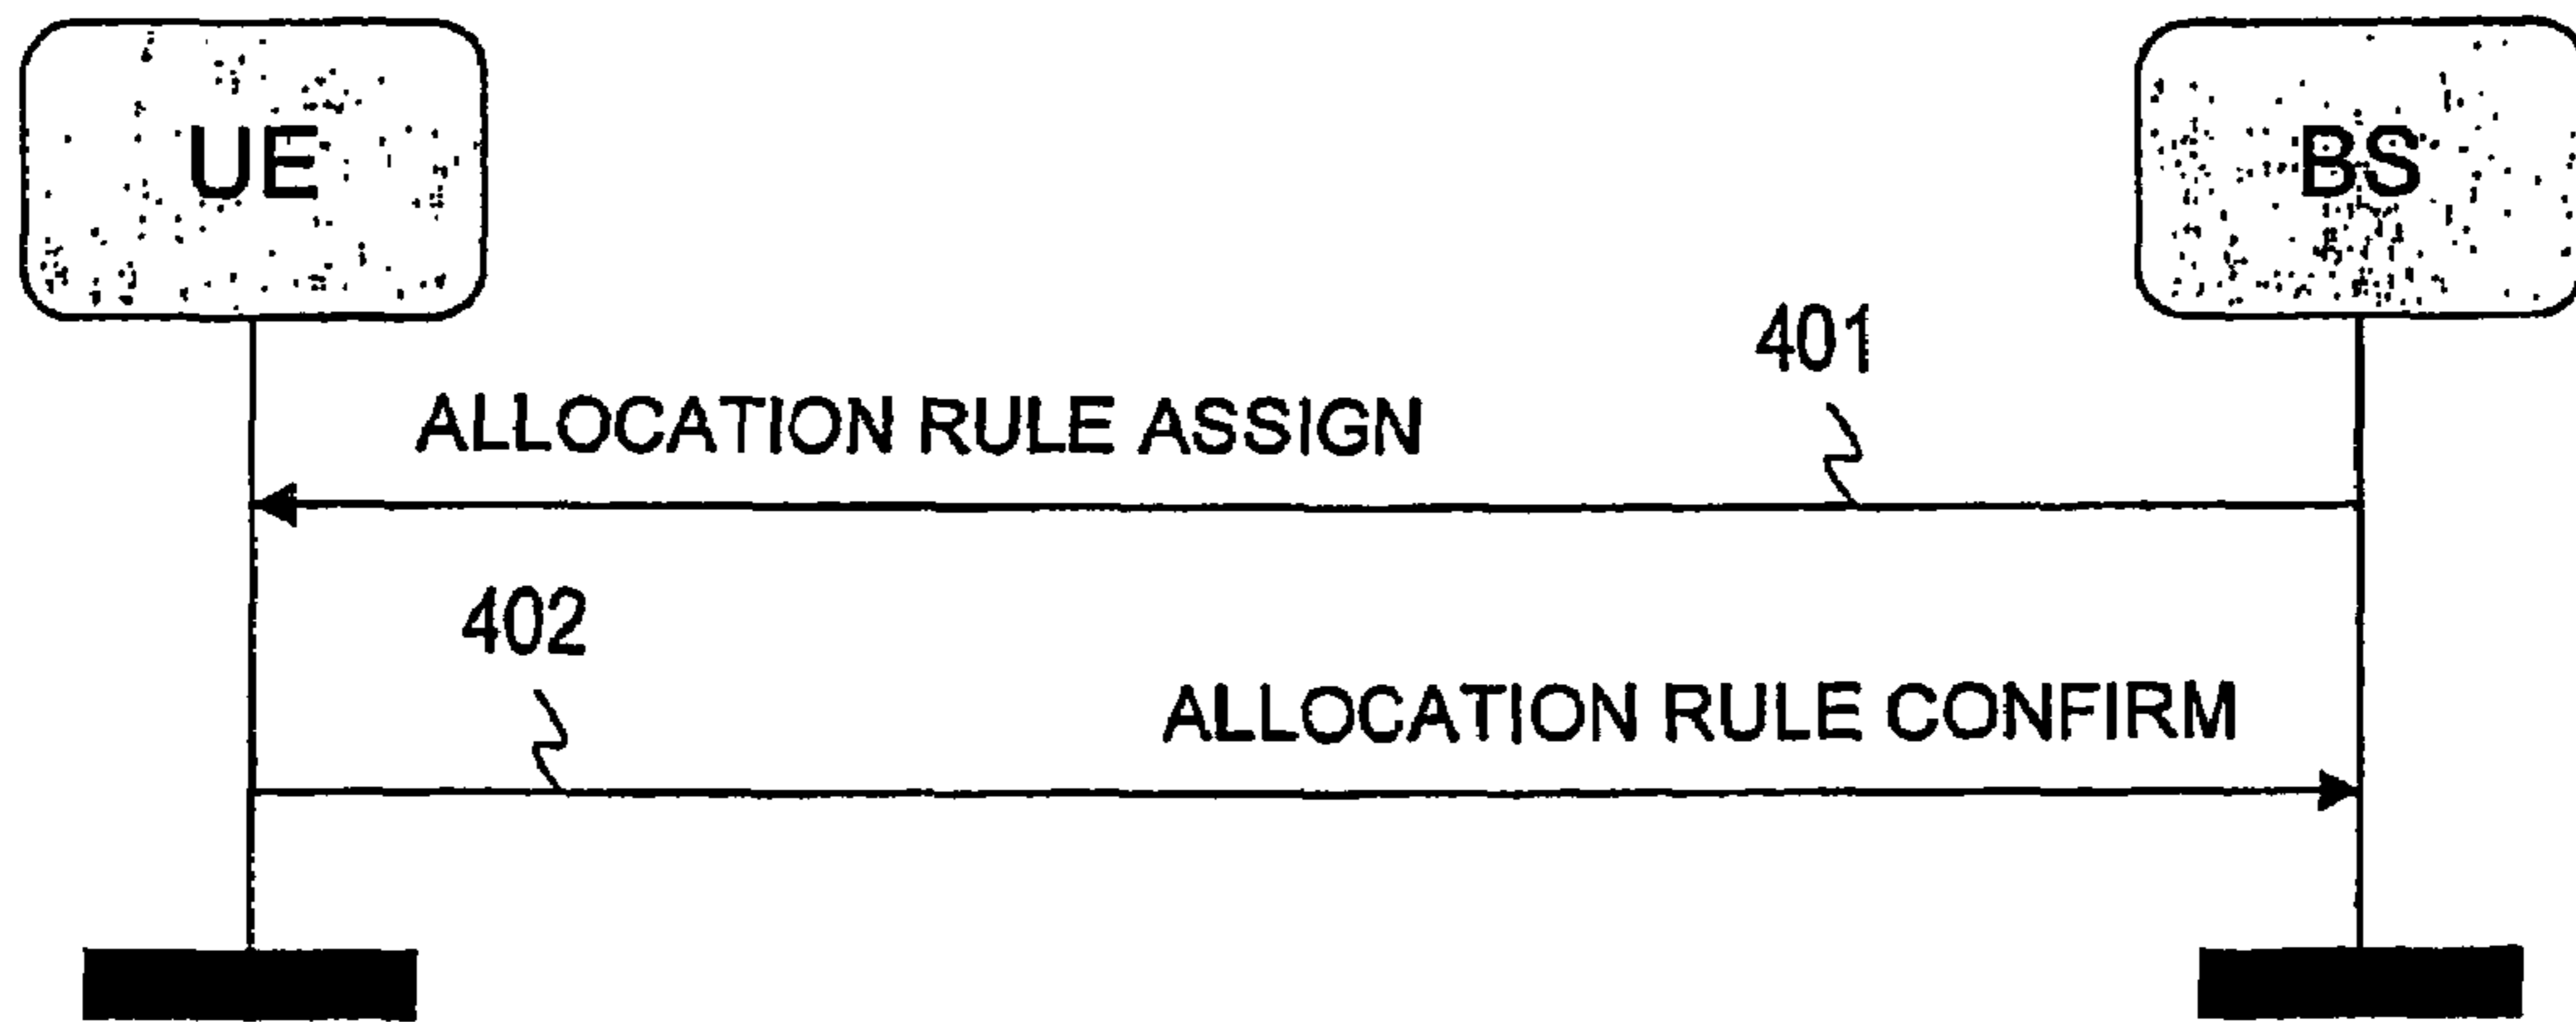 UE
BS
401
ALLOCATION RULE ASSIGN
402
ALLOCATION RULE CONFIRM